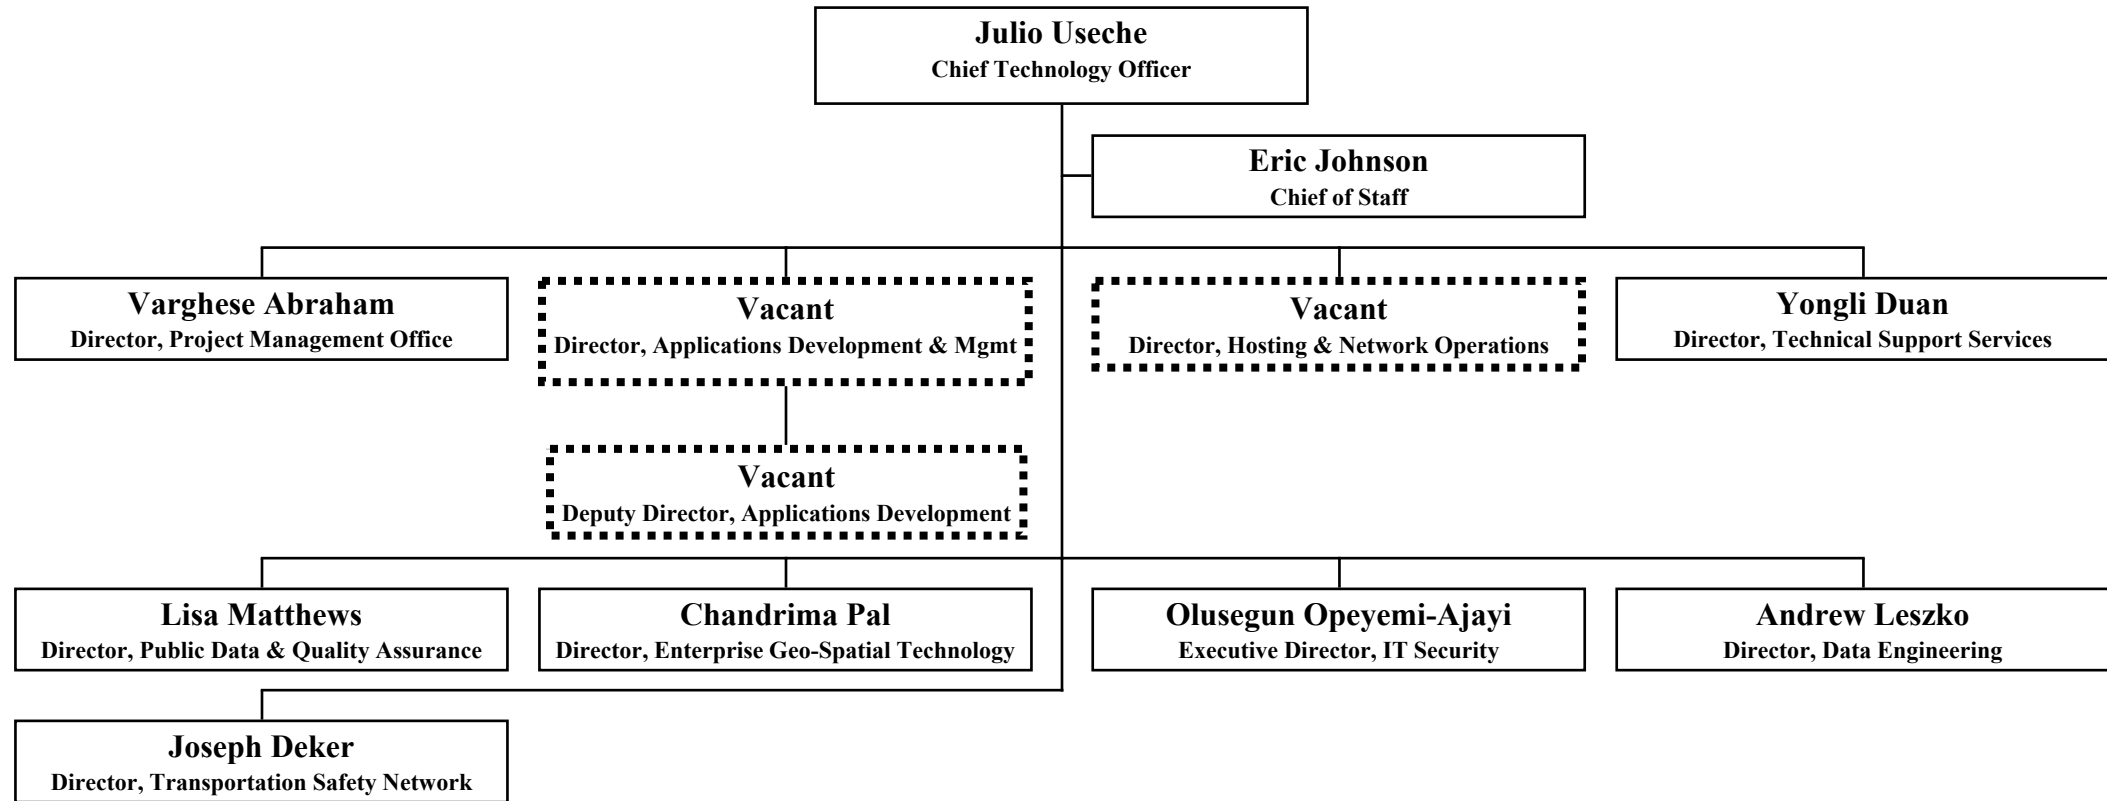 Julio Useche
Chief Technology Officer
Eric Johnson
Chief of Staff
Varghese Abraham
Director, Project Management Office
Vacant
Director, Applications Development & Mgmt
Vacant
Director, Hosting & Network Operations
Yongli Duan
Director, Technical Support Services
Vacant
Deputy Director, Applications Development
Lisa Matthews
Director, Public Data & Quality Assurance
Chandrima Pal
Director, Enterprise Geo-Spatial Technology
Olusegun Opeyemi-Ajayi
Executive Director, IT Security
Andrew Leszko
Director, Data Engineering
Joseph Deker
Director, Transportation Safety Network